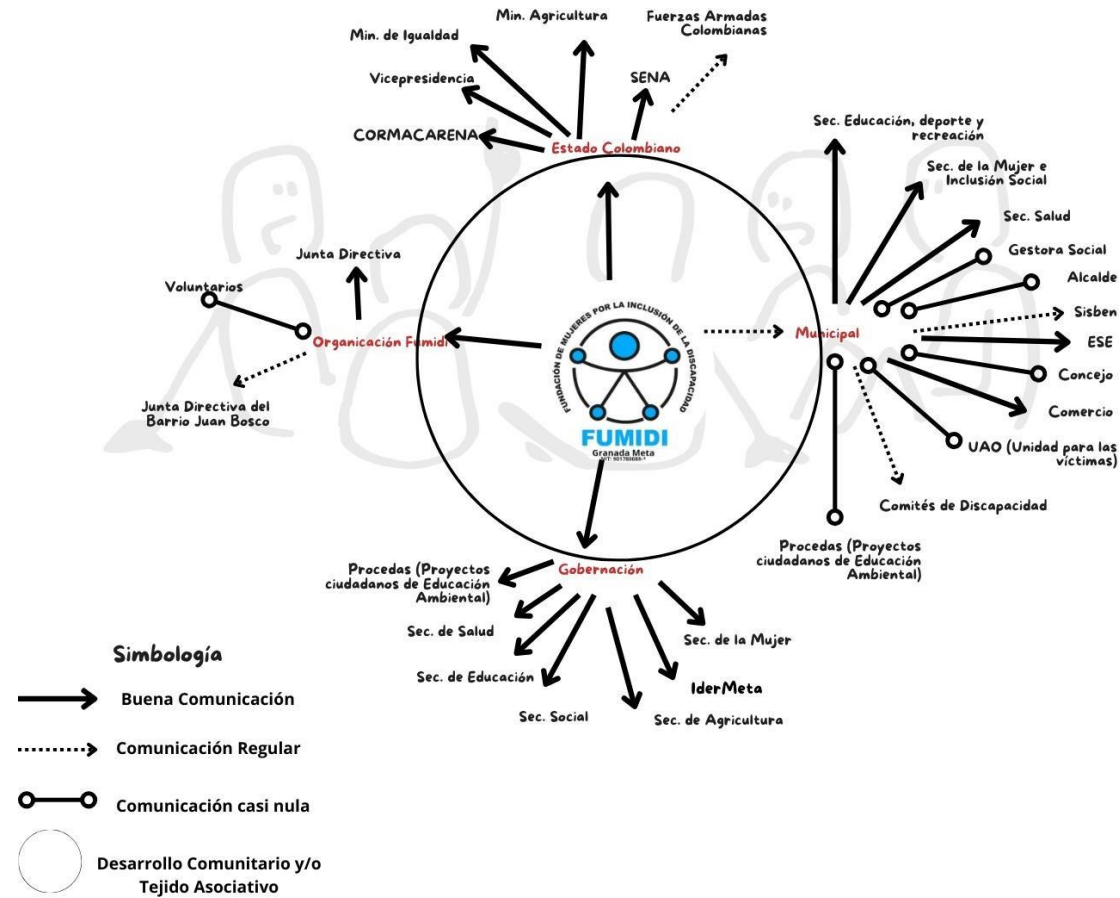 Min. Agricultura
Fuerzas Armadas
Colombianas
Min. de Igualdad
Vicepresidencia
SENA
CORMACARENA
Estado Colombiano
Sec. Educación, deporte y
recreación
Sec. de la Mujer e
Inclusión Social
Sec. Salud
Gestora Social
Alcalde
Sisben
ESE
Concejo
Comercio
UAO (Unidad para las
víctimas)
Comités de Discapacidad
Procedas (Proyectos
ciudadanos de Educación
Ambiental)
Municipal
Junta Directiva
Voluntarios
Organicación Fumidi
Junta Directiva del
Barrio Juan Bosco
FUNDACIÓN DE MUJERES POR LA INCLUSIÓN DE LA DISCAPACIDAD
FUMIDI
Granada Meta
Gobernación
Procedas (Proyectos
ciudadanos de Educación
Ambiental)
Sec. de Salud
Sec. de Educación
Sec. Social
Sec. de Agricultura
IderMeta
Sec. de la Mujer
Simbología
Buena Comunicación
Comunicación Regular
Comunicación casi nula
Desarrollo Comunitario y/o
Tejido Asociativo